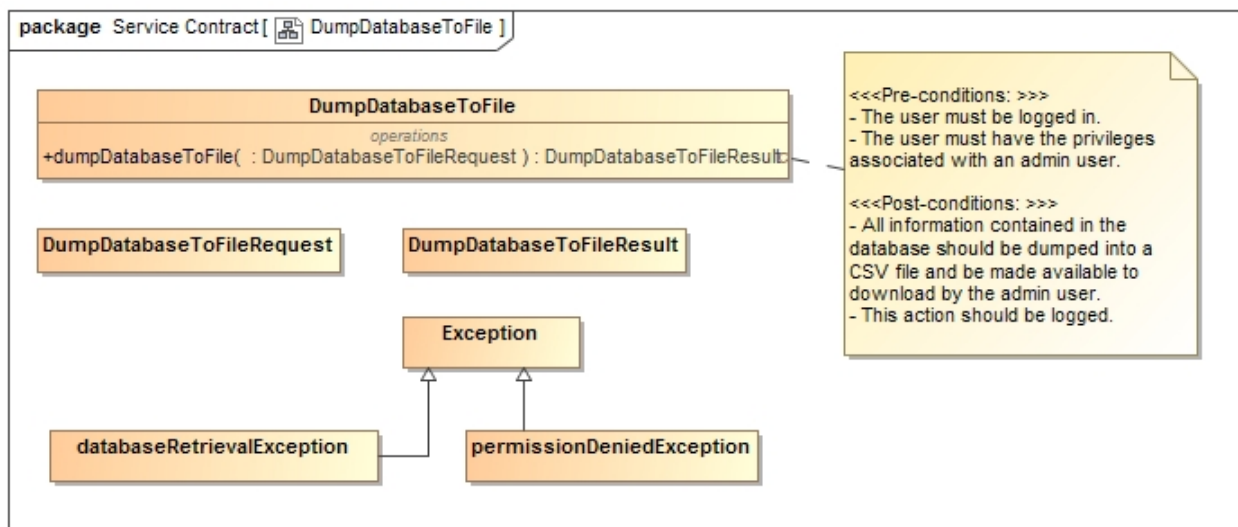 package Service Contract[ DumpDatabaseToFile ]
DumpDatabaseToFile
operations
+dumpDatabaseToFile( : DumpDatabaseToFileRequest ) : DumpDatabaseToFileResult
<<<Pre-conditions: >>>
- The user must be logged in.
- The user must have the privileges
associated with an admin user.
<<<Post-conditions: >>>
- All information contained in the
database should be dumped into a
CSV file and be made available to
download by the admin user.
- This action should be logged.
DumpDatabaseToFileRequest
DumpDatabaseToFileResult
Exception
databaseRetrievalException
permissionDeniedException